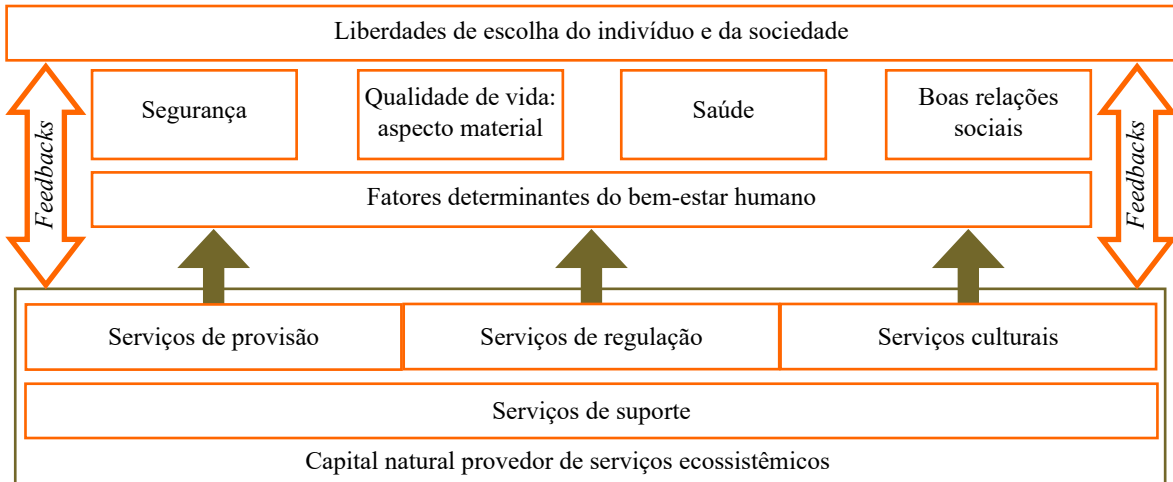 Liberdades de escolha do indivíduo e da sociedade
Feedbacks
Segurança
Qualidade de vida:
aspecto material
Saúde
Boas relações
sociais
Feedbacks
Fatores determinantes do bem-estar humano
Serviços de provisão
Serviços de regulação
Serviços culturais
Serviços de suporte
Capital natural provedor de serviços ecossistêmicos